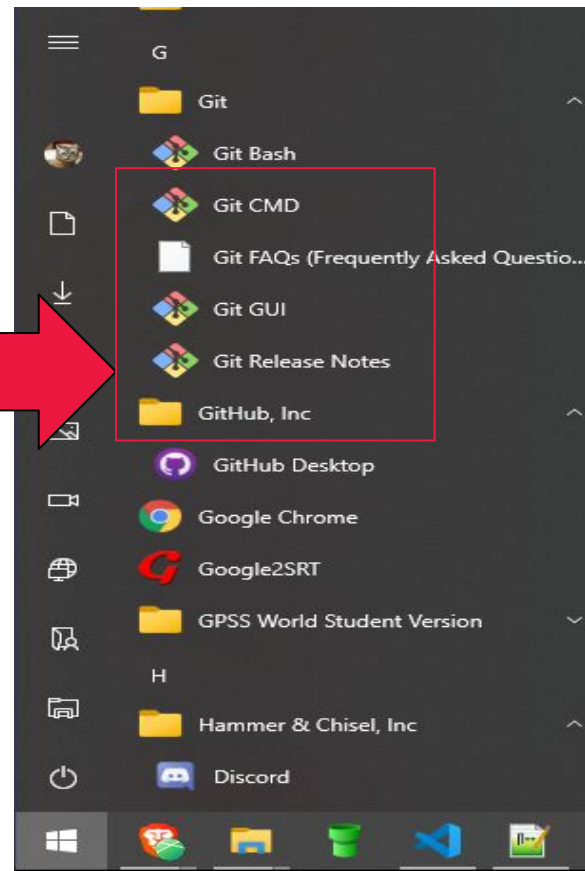 G
Git
Git Bash
Git CMD
Git FAQs (Frequently Asked Questio...
Git GUI
Git Release Notes
GitHub, Inc
GitHub Desktop
Google Chrome
Google2SRT
GPSS World Student Version
H
Hammer & Chisel, Inc
Discord